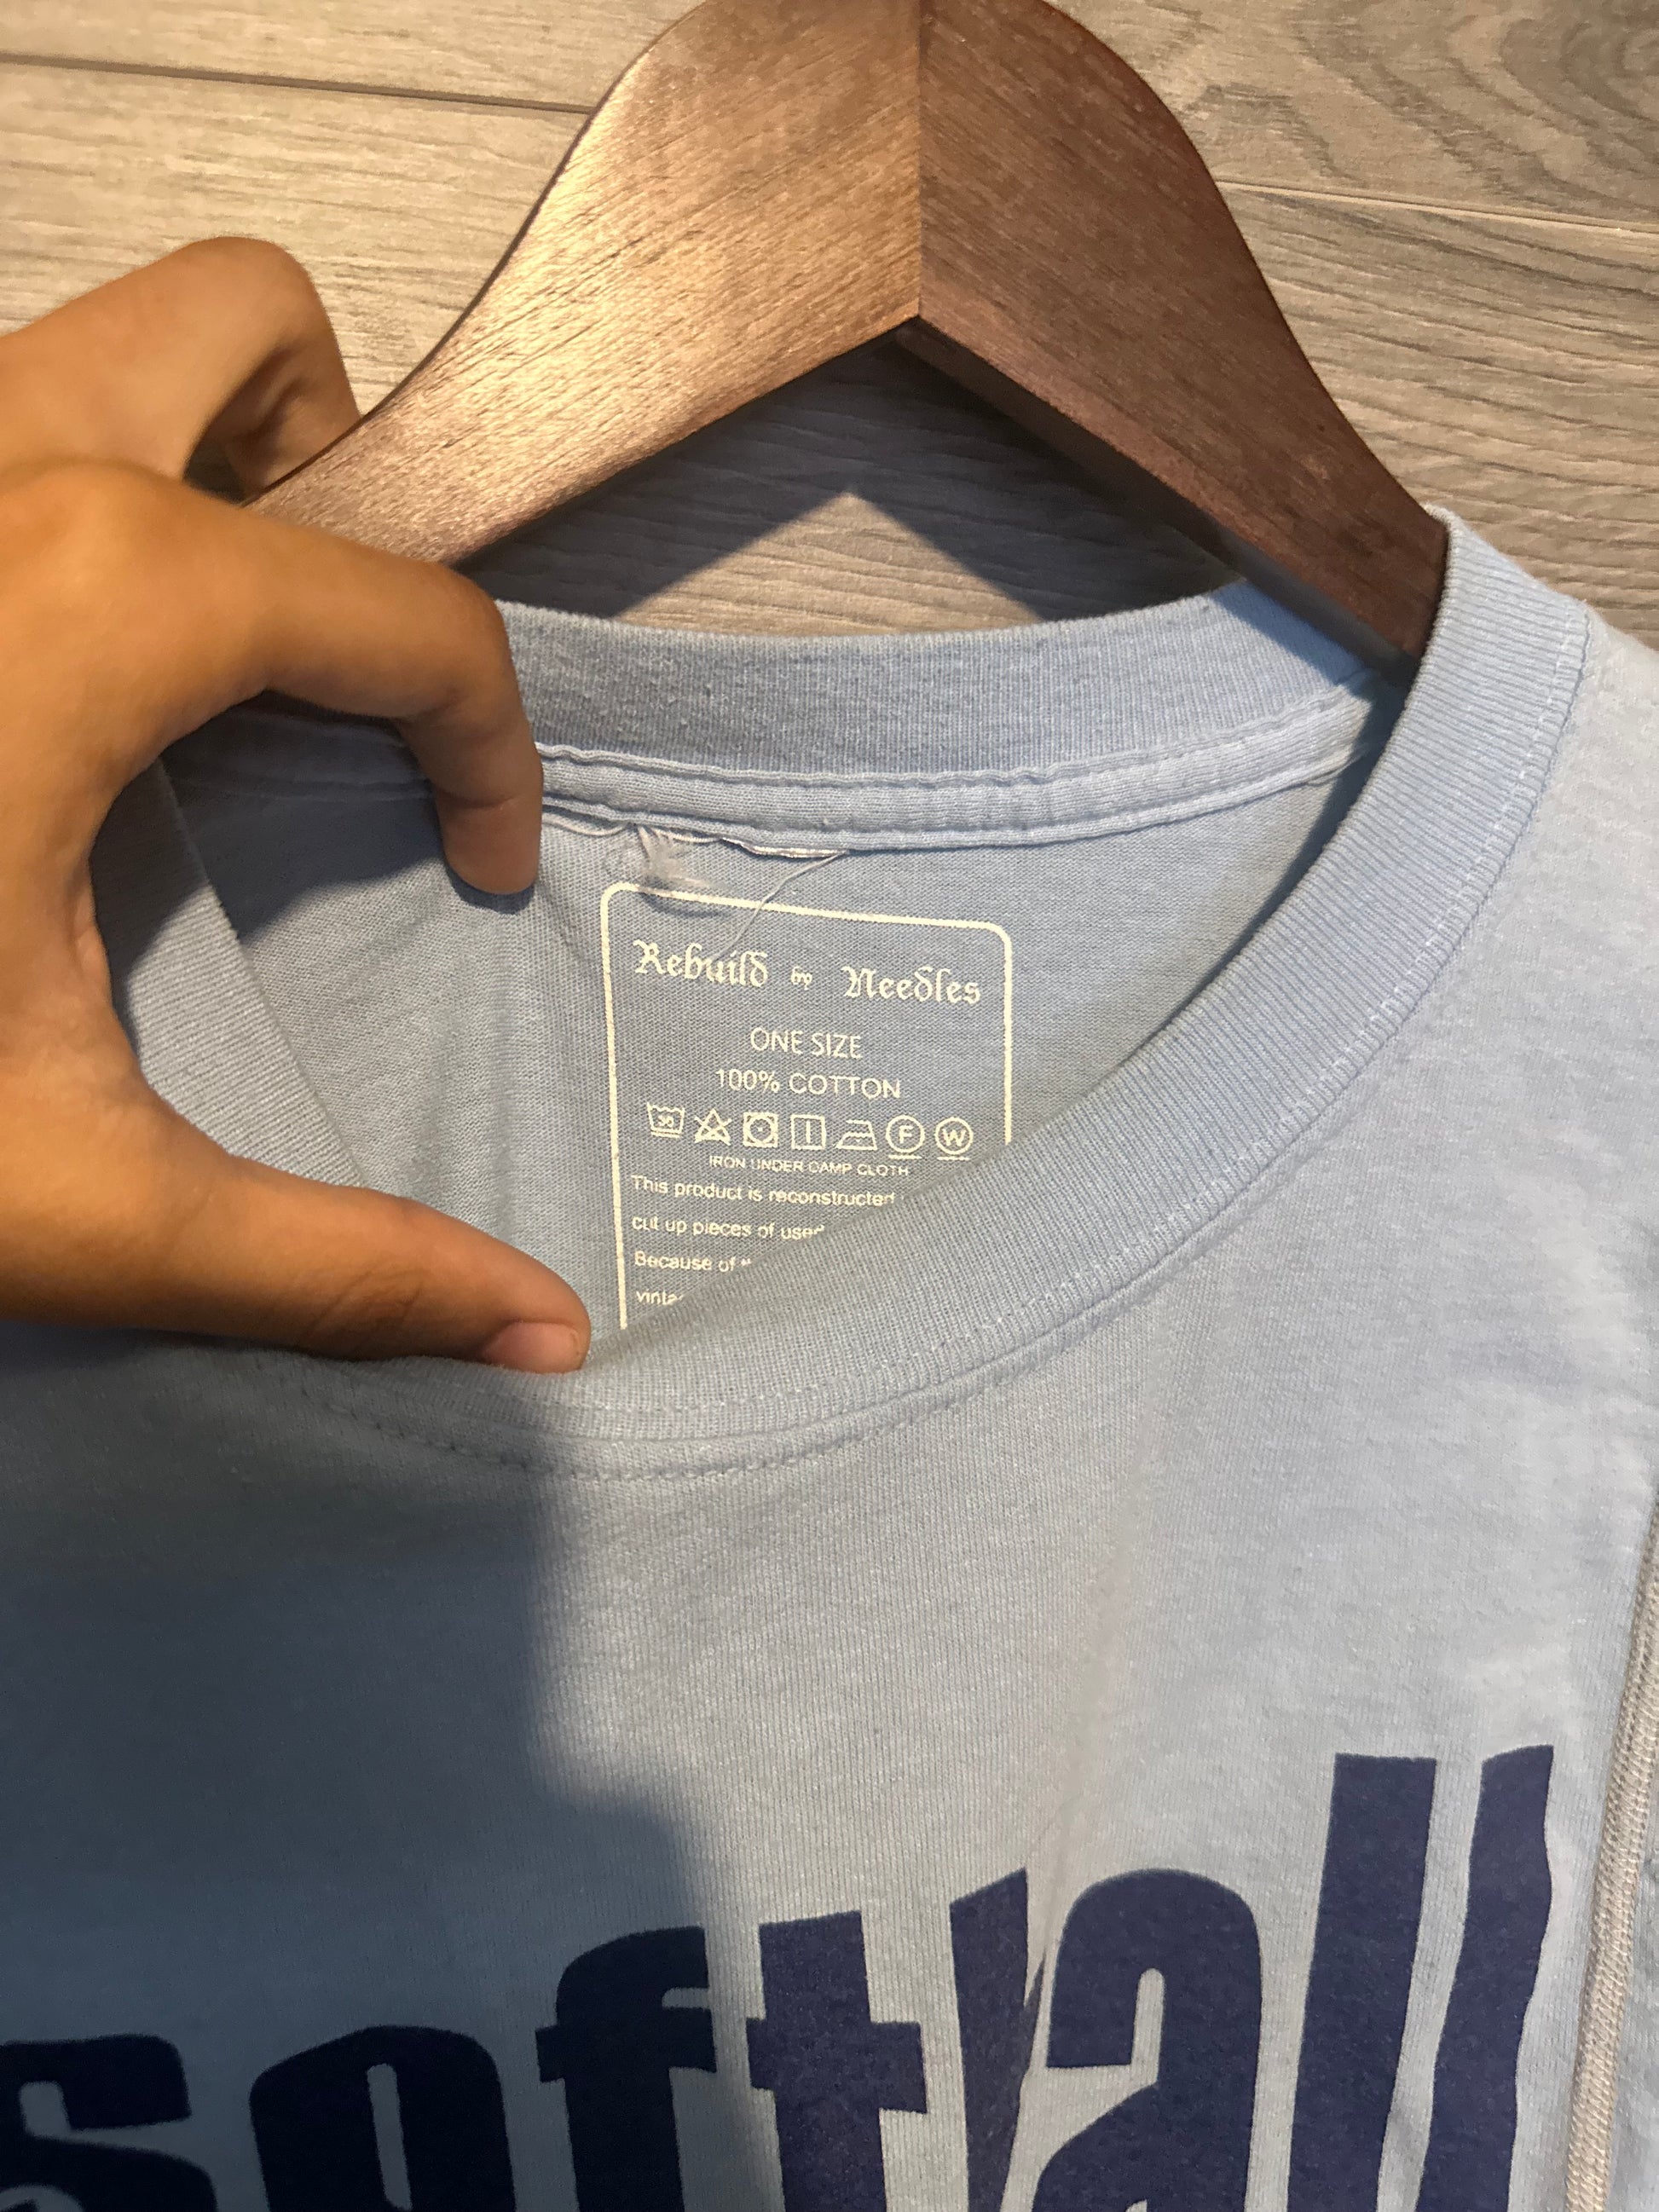 Rebuild by Needles
ONE SIZE
100% COTTON
30 F W
IRON UNDER CAMP CLOTH
This product is reconstructed
cut up pieces of used
Because of
softball